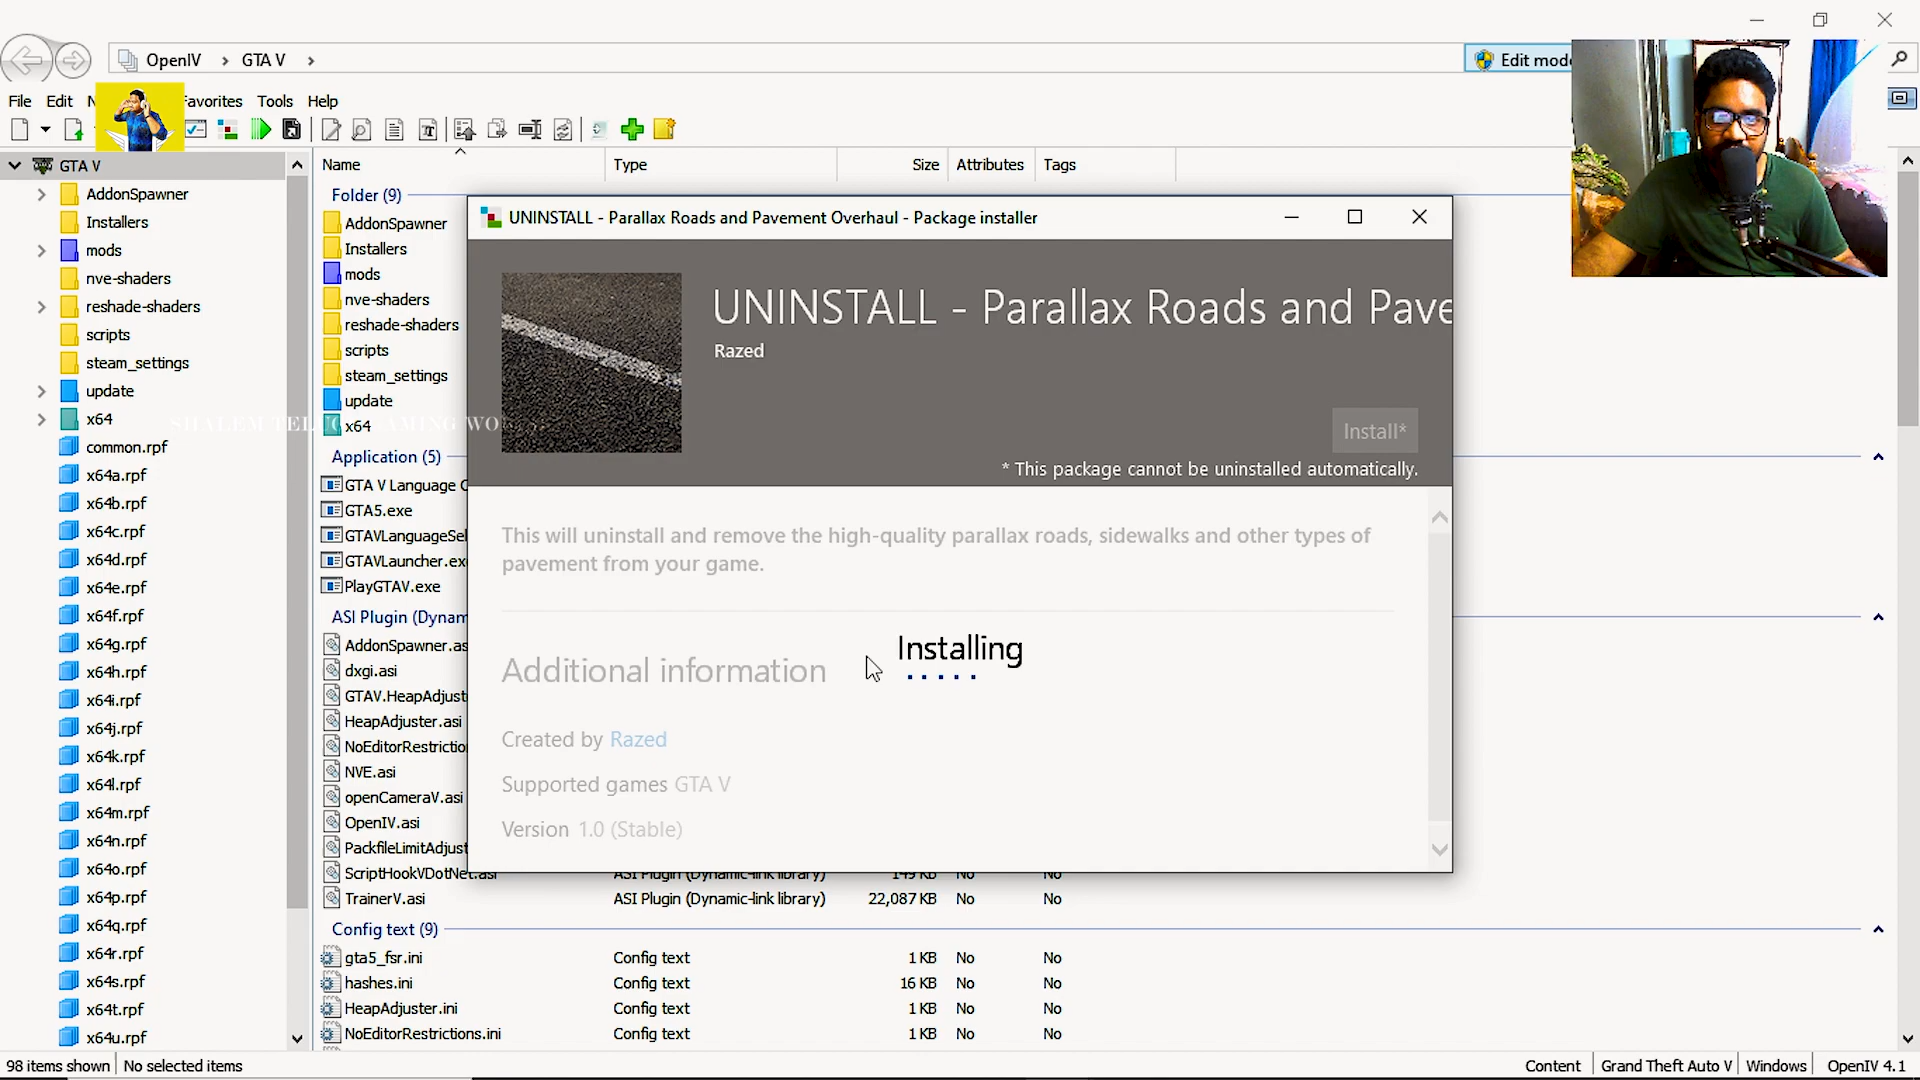 OpenIV
GTA V
Edit mode
File Edit
Favorites Tools Help
GTA V
AddonSpawner
Installers
mods
nve-shaders
reshade-shaders
scripts
steam_settings
update
x64
common.rpf
x64a.rpf
x64b.rpf
x64c.rpf
x64d.rpf
x64e.rpf
x64f.rpf
x64g.rpf
x64h.rpf
x64i.rpf
x64j.rpf
x64k.rpf
x64l.rpf
x64m.rpf
x64n.rpf
x64o.rpf
x64p.rpf
x64q.rpf
x64r.rpf
x64s.rpf
x64t.rpf
x64u.rpf
Name Type Size Attributes Tags
Folder (9)
AddonSpawner
Installers
mods
nve-shaders
reshade-shaders
scripts
steam_settings
update
x64
Application (5)
GTA V Language
GTA5.exe
GTAVLanguageSel
GTAVLauncher.exe
PlayGTAV.exe
ASI Plugin (Dynam
AddonSpawner.as
dxgi.asi
GTAV.HeapAdjust
HeapAdjuster.asi
NoEditorRestriction
NVE.asi
openCameraV.asi
OpenIV.asi
PackfileLimitAdjust
ScriptHookVDotNet.asi ASI Plugin (Dynamic-link library) 149 KB No No
TrainerV.asi ASI Plugin (Dynamic-link library) 22,087 KB No No
Config text (9)
gta5_fsr.ini Config text 1 KB No No
hashes.ini Config text 16 KB No No
HeapAdjuster.ini Config text 1 KB No No
NoEditorRestrictions.ini Config text 1 KB No No
UNINSTALL - Parallax Roads and Pavement Overhaul - Package installer
UNINSTALL - Parallax Roads and Pave
Razed
Install*
* This package cannot be uninstalled automatically.
This will uninstall and remove the high-quality parallax roads, sidewalks and other types of
pavement from your game.
Installing
Additional information
Created by Razed
Supported games GTA V
Version 1.0 (Stable)
98 items shown No selected items
Content Grand Theft Auto V Windows OpenIV 4.1